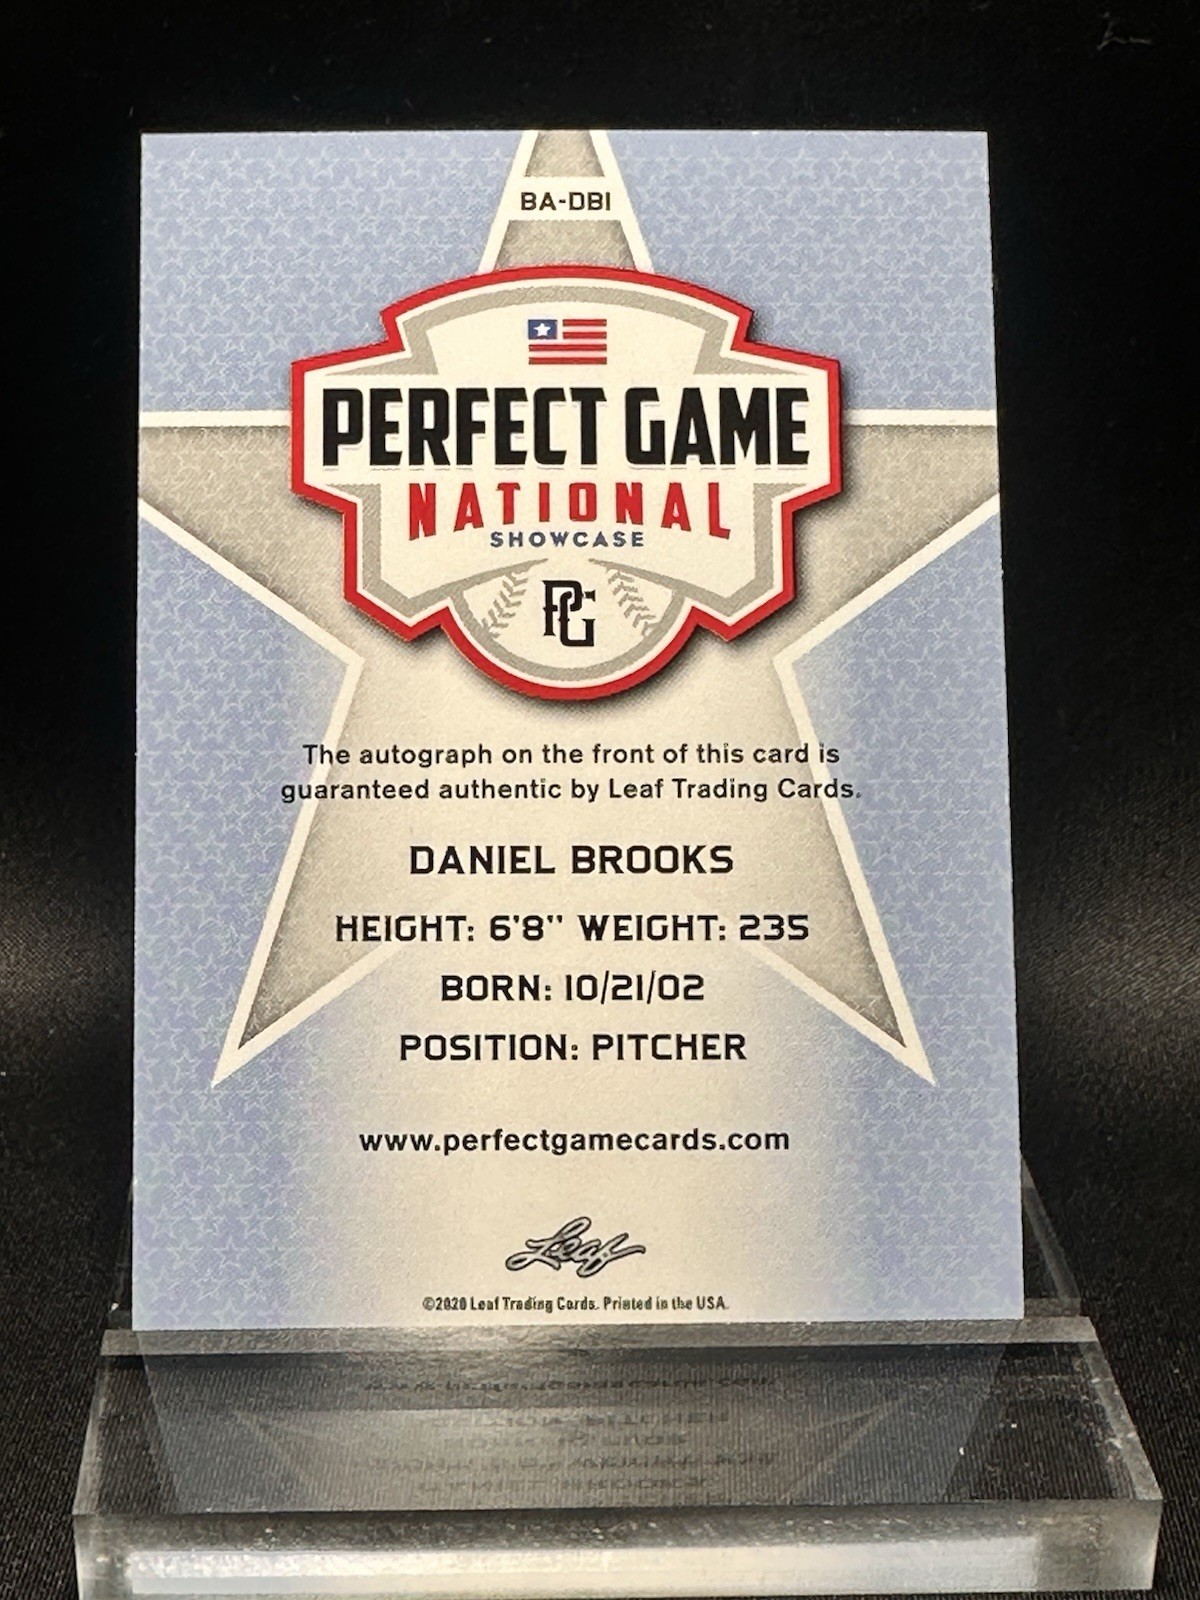 BA-DB1
PERFECT GAME
NATIONAL
SHOWCASE
PG
The autograph on the front of this card is
guaranteed authentic by Leaf Trading Cards.
DANIEL BROOKS
HEIGHT: 6'8" WEIGHT: 235
BORN: 10/21/02
POSITION: PITCHER
www.perfectgamecards.com
Leaf
©2020 Leaf Trading Cards. Printed in the USA.